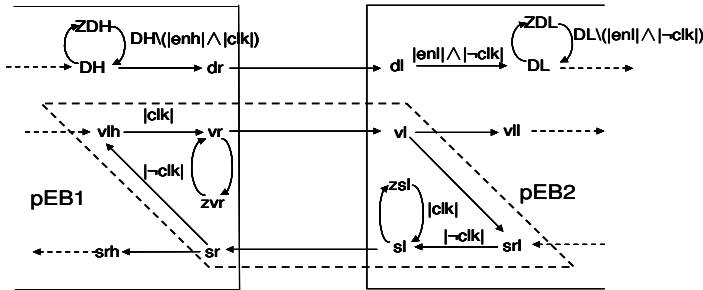 ZDH
DH\(|enh|∧|clk|)
DH
dr
dl
|enl|∧|¬clk|
ZDL
DL\(|enl|∧|¬clk|)
DL
vlh
|clk|
vr
vl
vll
|¬clk|
zvr
zsl
|clk|
pEB1
pEB2
srh
sr
sl
|¬clk|
srl